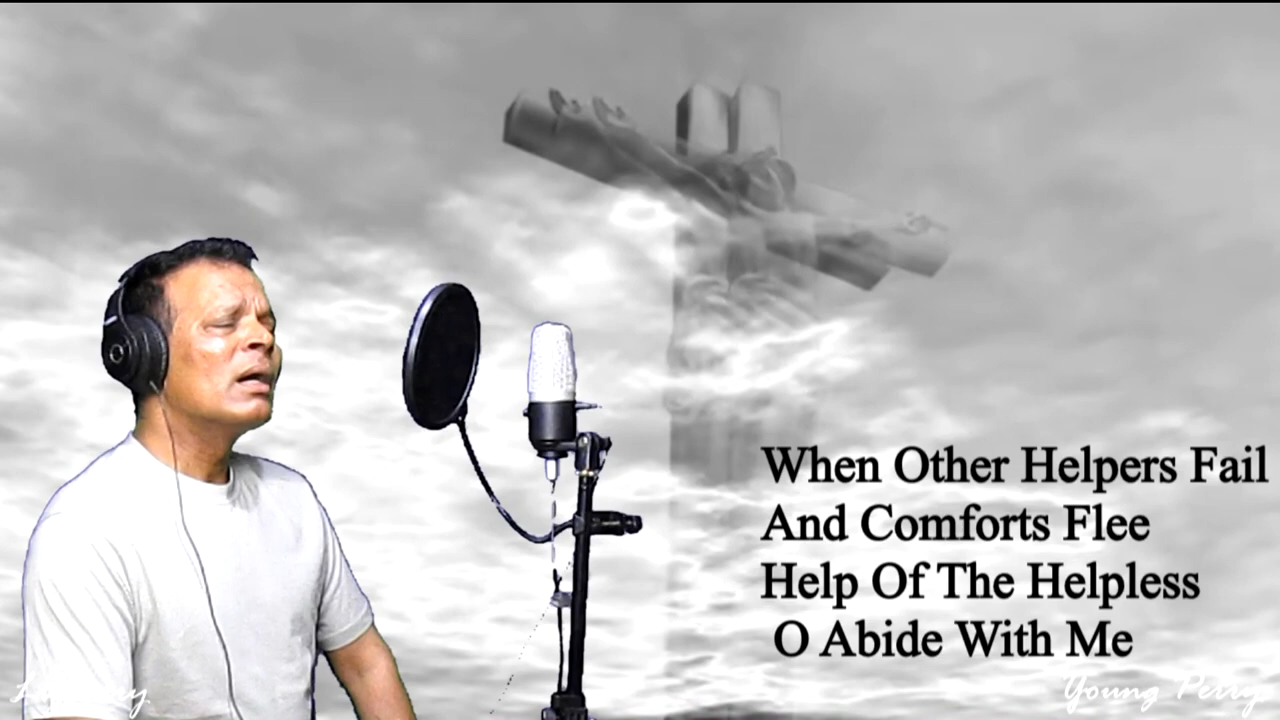 When Other Helpers Fail
And Comforts Flee
Help Of The Helpless
O Abide With Me
Young Perry